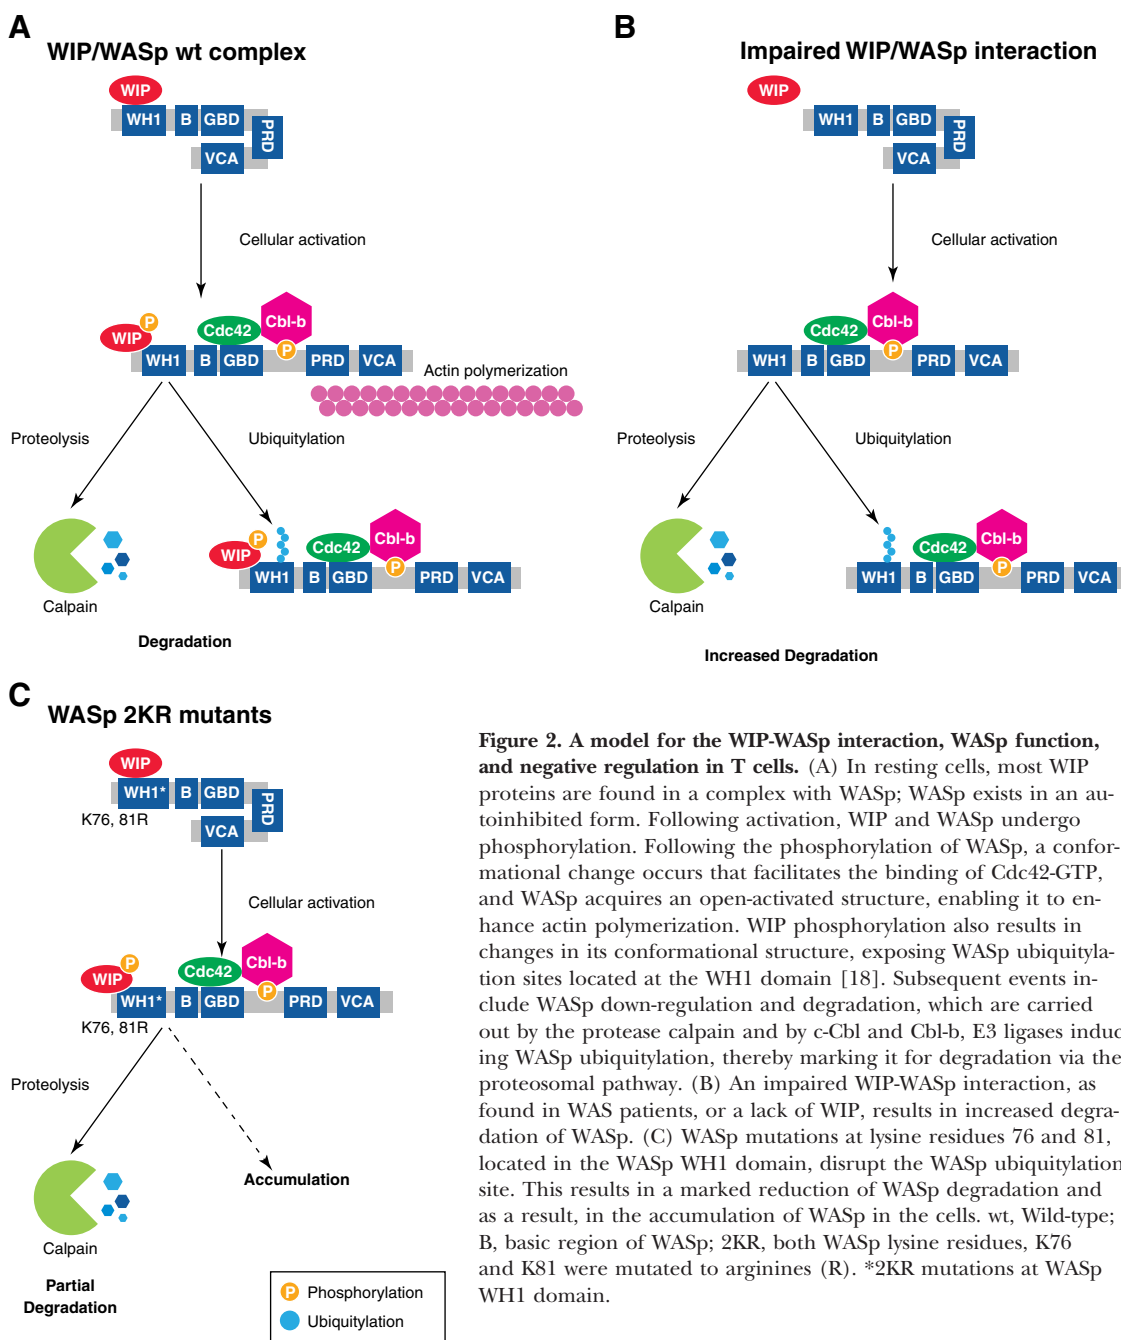 A
WIP/WASp wt complex
WIP
WH1 B GBD
PRD
VCA
Cellular activation
P
WIP
Cdc42
Cbl-b
P
WH1 B GBD PRD VCA
Actin polymerization
Proteolysis
Ubiquitylation
Calpain
P
WIP
Cdc42
Cbl-b
P
WH1 B GBD PRD VCA
Degradation
B
Impaired WIP/WASp interaction
WIP
WH1 B GBD
PRD
VCA
Cellular activation
Cdc42
Cbl-b
P
WH1 B GBD PRD VCA
Proteolysis
Ubiquitylation
Calpain
Cdc42
Cbl-b
P
WH1 B GBD PRD VCA
Increased Degradation
C
WASp 2KR mutants
WIP
WH1* B GBD
PRD
K76, 81R
VCA
Cellular activation
P
WIP
Cdc42
Cbl-b
P
WH1* B GBD PRD VCA
K76, 81R
Proteolysis
Accumulation
Calpain
Partial
Degradation
P Phosphorylation
Ubiquitylation
Figure 2. A model for the WIP-WASp interaction, WASp function,
and negative regulation in T cells. (A) In resting cells, most WIP
proteins are found in a complex with WASp; WASp exists in an au-
toinhibited form. Following activation, WIP and WASp undergo
phosphorylation. Following the phosphorylation of WASp, a confor-
mational change occurs that facilitates the binding of Cdc42-GTP,
and WASp acquires an open-activated structure, enabling it to en-
hance actin polymerization. WIP phosphorylation also results in
changes in its conformational structure, exposing WASp ubiquityla-
tion sites located at the WH1 domain [18]. Subsequent events in-
clude WASp down-regulation and degradation, which are carried
out by the protease calpain and by c-Cbl and Cbl-b, E3 ligases induc
ing WASp ubiquitylation, thereby marking it for degradation via the
proteosomal pathway. (B) An impaired WIP-WASp interaction, as
found in WAS patients, or a lack of WIP, results in increased degra-
dation of WASp. (C) WASp mutations at lysine residues 76 and 81,
located in the WASp WH1 domain, disrupt the WASp ubiquitylation
site. This results in a marked reduction of WASp degradation and
as a result, in the accumulation of WASp in the cells. wt, Wild-type;
B, basic region of WASp; 2KR, both WASp lysine residues, K76
and K81 were mutated to arginines (R). *2KR mutations at WASp
WH1 domain.